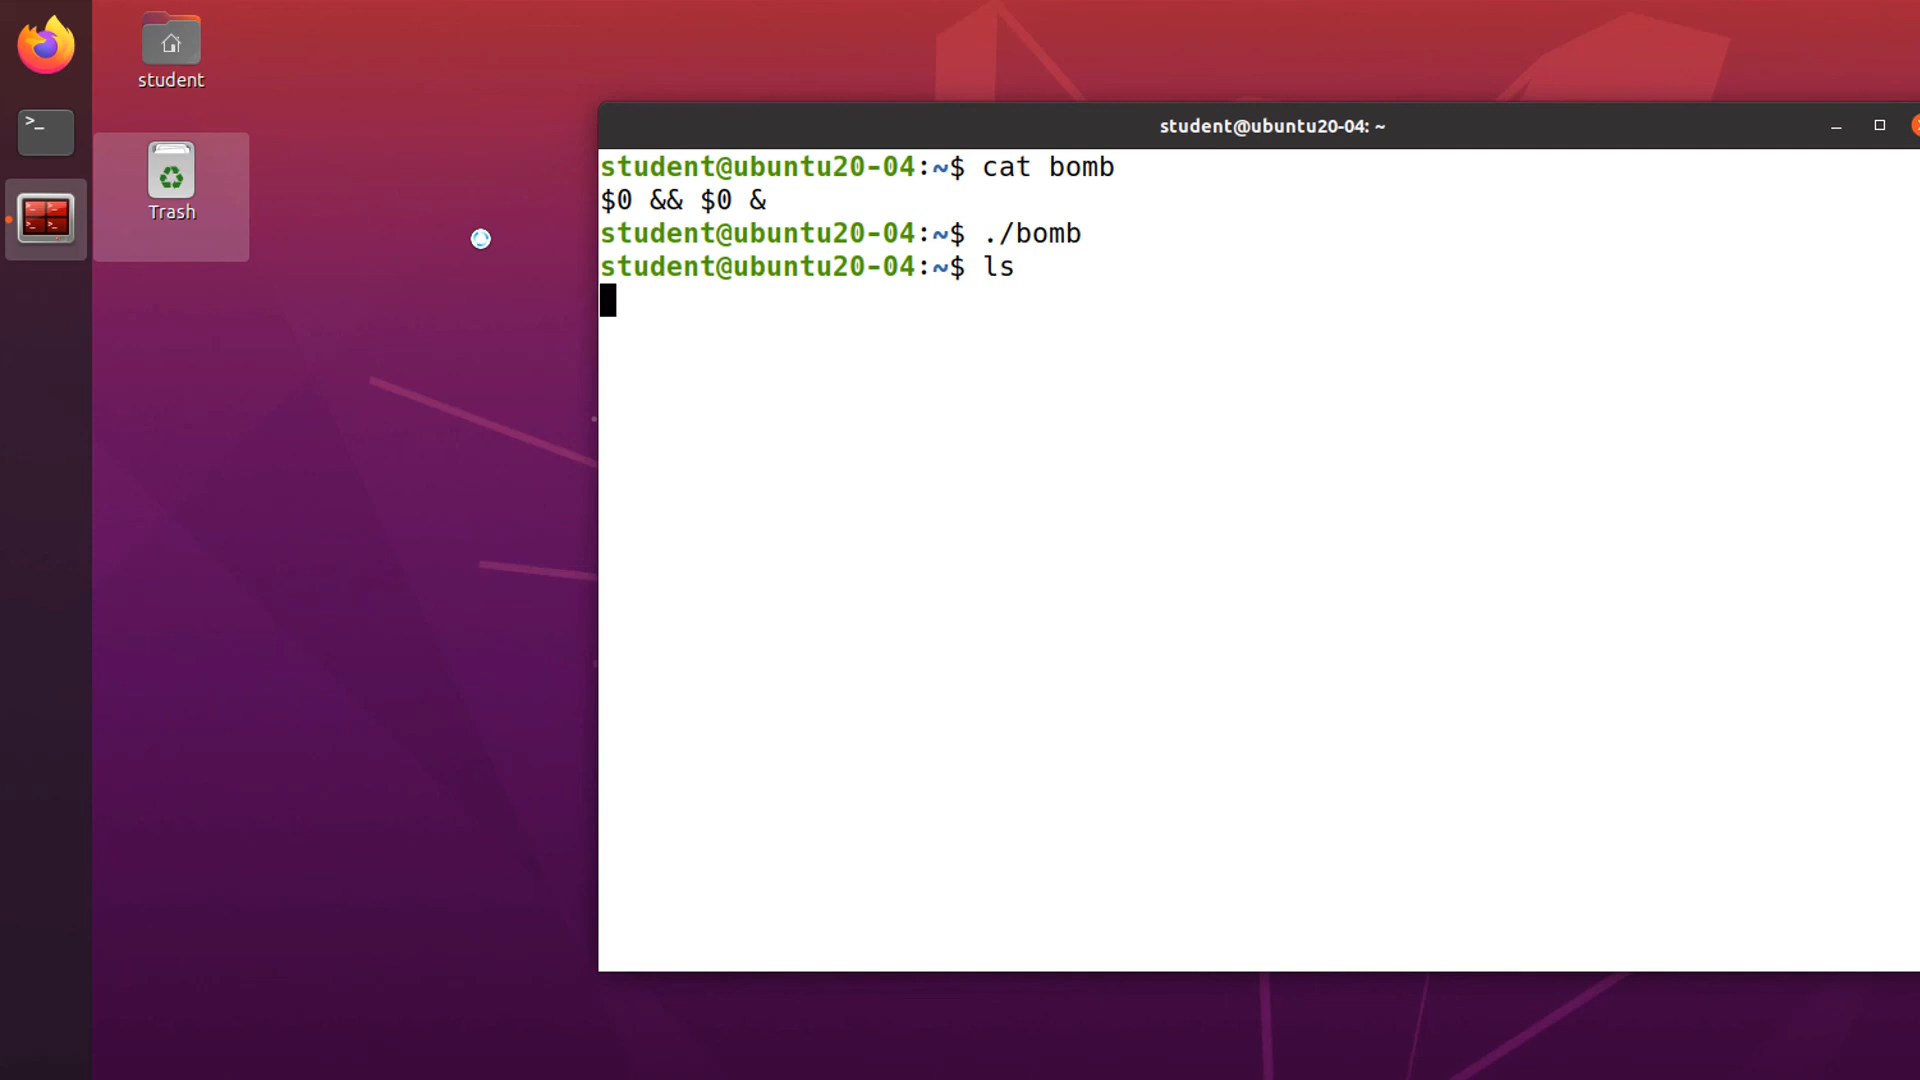 student
Trash
student@ubuntu20-04: ~
student@ubuntu20-04:~$ cat bomb
$0 && $0 &
student@ubuntu20-04:~$ ./bomb
student@ubuntu20-04:~$ ls